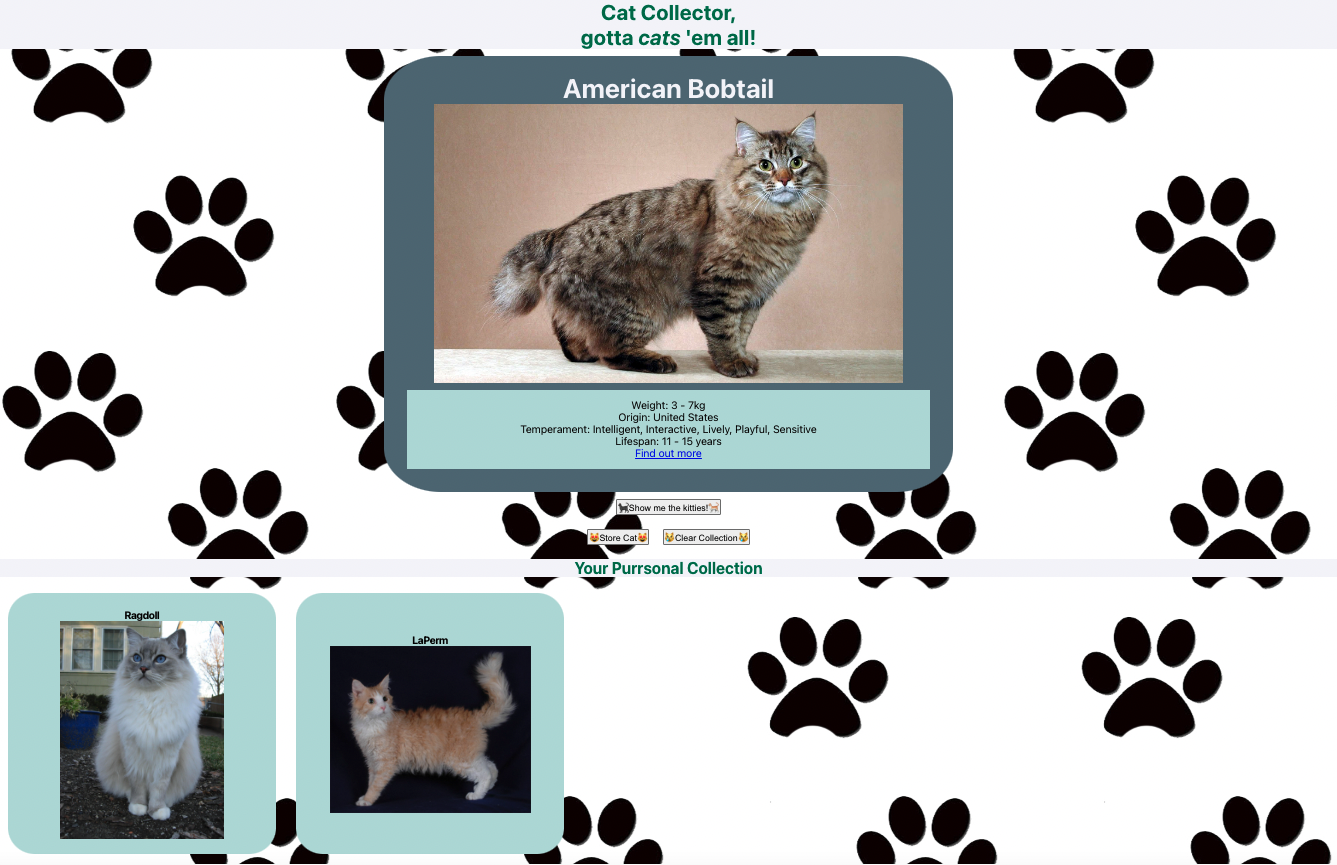 Cat Collector,
gotta cats 'em all!
American Bobtail
Weight: 3 - 7kg
Origin: United States
Temperament: Intelligent, Interactive, Lively, Playful, Sensitive
Lifespan: 11 - 15 years
Find out more
🐈‍⬛Show me the kitties!🐈
😻Store Cat😻 😿Clear Collection😿
Your Purrsonal Collection
Ragdoll
LaPerm